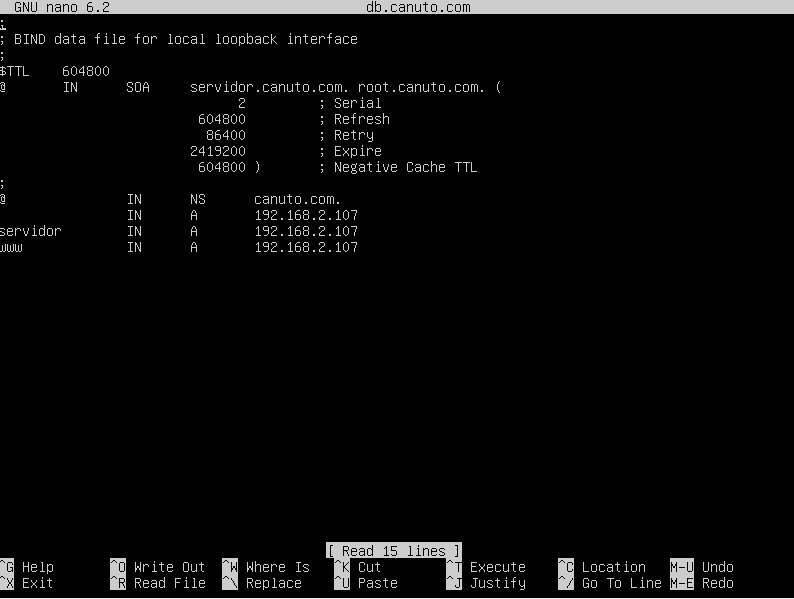 GNU nano 6.2 db.canuto.com
;
; BIND data file for local loopback interface
;
$TTL 604800
@ IN SOA servidor.canuto.com. root.canuto.com. (
2 ; Serial
604800 ; Refresh
86400 ; Retry
2419200 ; Expire
604800 ) ; Negative Cache TTL
;
@ IN NS canuto.com.
IN A 192.168.2.107
servidor IN A 192.168.2.107
www IN A 192.168.2.107
[ Read 15 lines ]
^G Help ^O Write Out ^W Where Is ^K Cut ^T Execute ^C Location M-U Undo
^X Exit ^R Read File ^\ Replace ^U Paste ^J Justify ^/ Go To Line M-E Redo